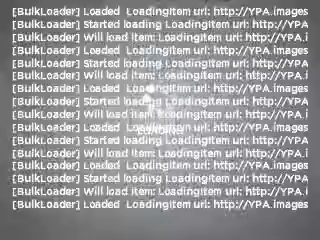 [BulkLoader] Loaded LoadingItem url: http://YPA.images
[BulkLoader] Started loading LoadingItem url: http://YPA
[BulkLoader] Will load item: LoadingItem url: http://YPA.i
[BulkLoader] Loaded LoadingItem url: http://YPA.images
[BulkLoader] Started loading LoadingItem url: http://YPA
[BulkLoader] Will load item: LoadingItem url: http://YPA.i
[BulkLoader] Loaded LoadingItem url: http://YPA.images
[BulkLoader] Started loading LoadingItem url: http://YPA
[BulkLoader] Will load item: LoadingItem url: http://YPA.i
[BulkLoader] Loaded LoadingItem url: http://YPA.images
[BulkLoader] Started loading LoadingItem url: http://YPA
[BulkLoader] Will load item: LoadingItem url: http://YPA.i
[BulkLoader] Loaded LoadingItem url: http://YPA.images
[BulkLoader] Started loading LoadingItem url: http://YPA
[BulkLoader] Will load item: LoadingItem url: http://YPA.i
[BulkLoader] Loaded LoadingItem url: http://YPA.images